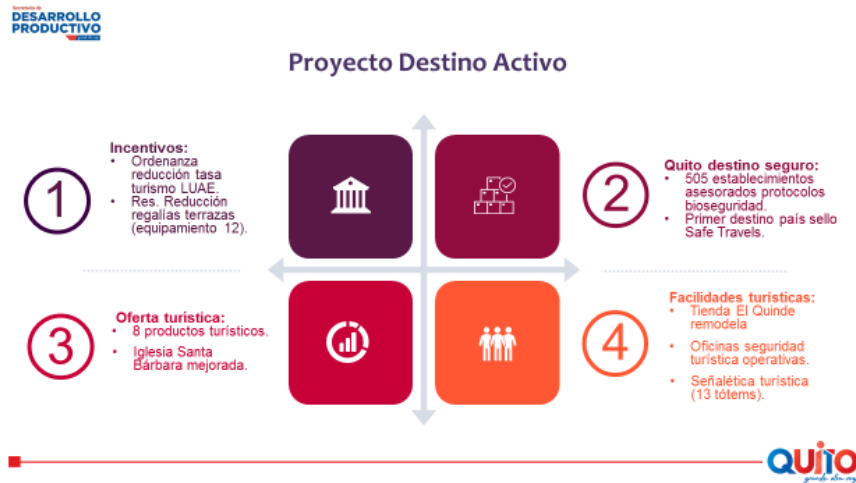 Secretaría de
DESARROLLO
PRODUCTIVO
Proyecto Destino Activo
1
Incentivos:
• Ordenanza
reducción tasa
turismo LUAE.
• Res. Reducción
regalías terrazas
(equipamiento 12).
2
Quito destino seguro:
• 505 establecimientos
asesorados protocolos
bioseguridad.
• Primer destino país sello
Safe Travels.
3
Oferta turística:
• 8 productos turísticos.
• Iglesia Santa
Bárbara mejorada.
4
Facilidades turísticas:
• Tienda El Quinde
remodela
• Oficinas seguridad
turística operativas.
• Señalética turística
(13 tótems).
QUITO
grande otra vez